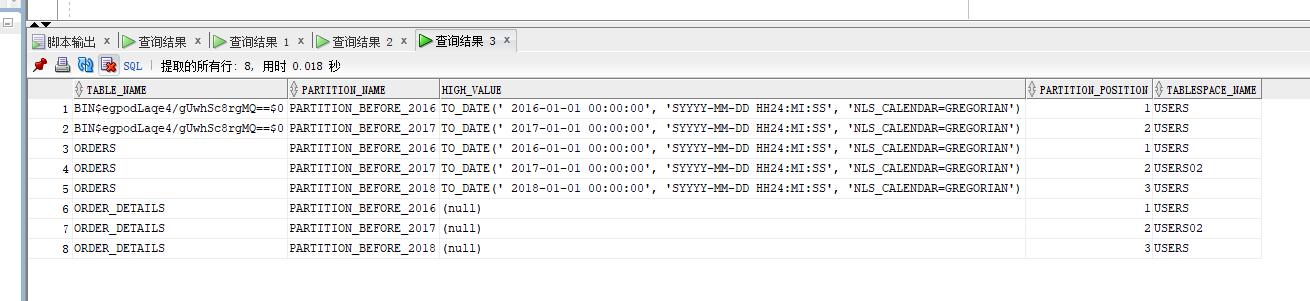 脚本输出 × 查询结果 × 查询结果 1 × 查询结果 2 × 查询结果 3 ×
SQL | 提取的所有行: 8, 用时 0.018 秒
TABLE_NAME PARTITION_NAME HIGH_VALUE PARTITION_POSITION TABLESPACE_NAME
1 BIN$egpodLaqe4/gUwhSc8rgMQ==$0 PARTITION_BEFORE_2016 TO_DATE(' 2016-01-01 00:00:00', 'SYYYY-MM-DD HH24:MI:SS', 'NLS_CALENDAR=GREGORIAN') 1 USERS
2 BIN$egpodLaqe4/gUwhSc8rgMQ==$0 PARTITION_BEFORE_2017 TO_DATE(' 2017-01-01 00:00:00', 'SYYYY-MM-DD HH24:MI:SS', 'NLS_CALENDAR=GREGORIAN') 2 USERS
3 ORDERS PARTITION_BEFORE_2016 TO_DATE(' 2016-01-01 00:00:00', 'SYYYY-MM-DD HH24:MI:SS', 'NLS_CALENDAR=GREGORIAN') 1 USERS
4 ORDERS PARTITION_BEFORE_2017 TO_DATE(' 2017-01-01 00:00:00', 'SYYYY-MM-DD HH24:MI:SS', 'NLS_CALENDAR=GREGORIAN') 2 USERS02
5 ORDERS PARTITION_BEFORE_2018 TO_DATE(' 2018-01-01 00:00:00', 'SYYYY-MM-DD HH24:MI:SS', 'NLS_CALENDAR=GREGORIAN') 3 USERS
6 ORDER_DETAILS PARTITION_BEFORE_2016 (null) 1 USERS
7 ORDER_DETAILS PARTITION_BEFORE_2017 (null) 2 USERS02
8 ORDER_DETAILS PARTITION_BEFORE_2018 (null) 3 USERS